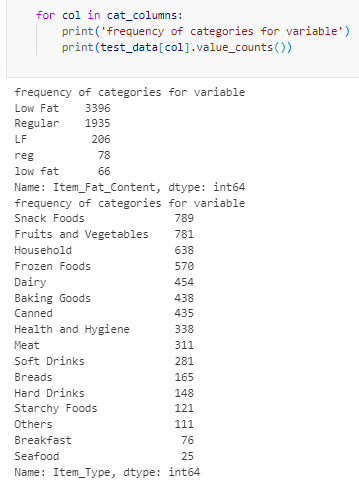 for col in cat_columns:
print('frequency of categories for variable')
print(test_data[col].value_counts())
frequency of categories for variable
Low Fat 3396
Regular 1935
LF 206
reg 78
low fat 66
Name: Item_Fat_Content, dtype: int64
frequency of categories for variable
Snack Foods 789
Fruits and Vegetables 781
Household 638
Frozen Foods 570
Dairy 454
Baking Goods 438
Canned 435
Health and Hygiene 338
Meat 311
Soft Drinks 281
Breads 165
Hard Drinks 148
Starchy Foods 121
Others 111
Breakfast 76
Seafood 25
Name: Item_Type, dtype: int64